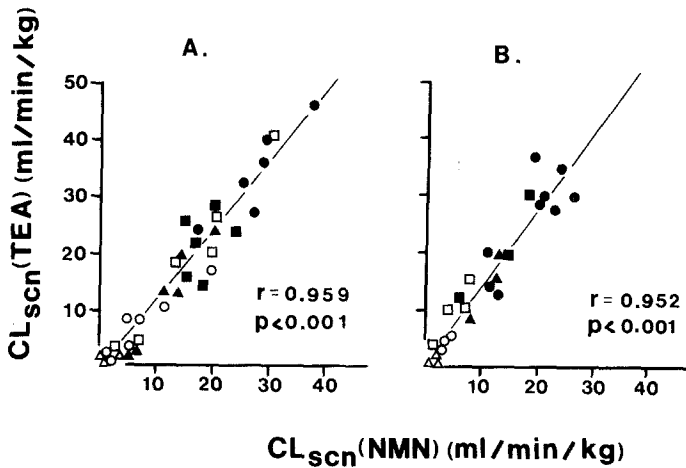 A.
B.
CLscn(TEA) (ml/min/kg)
50
40
30
20
10
r=0.959
p<0.001
10 20 30 40
r=0.952
p<0.001
10 20 30 40
CLscn(NMN) (ml/min/kg)